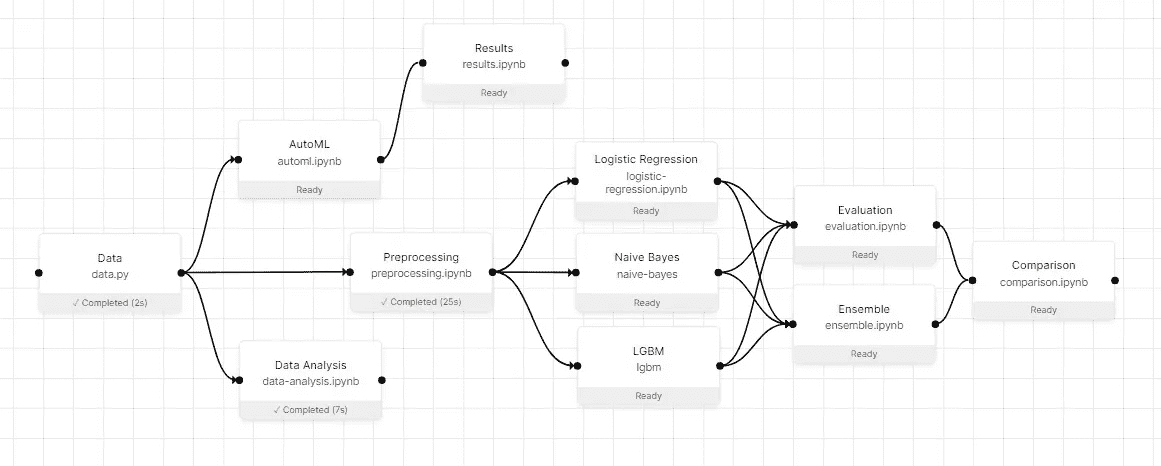 Results
results.ipynb
Ready
AutoML
automl.ipynb
Ready
Logistic Regression
logistic-
regression.ipynb
Ready
Data
data.py
✓ Completed (2s)
Preprocessing
preprocessing.ipynb
✓ Completed (25s)
Naive Bayes
naive-bayes
Ready
Evaluation
evaluation.ipynb
Ready
Comparison
comparison.ipynb
Ready
Ensemble
ensemble.ipynb
Ready
Data Analysis
data-analysis.ipynb
✓ Completed (7s)
LGBM
lgbm
Ready